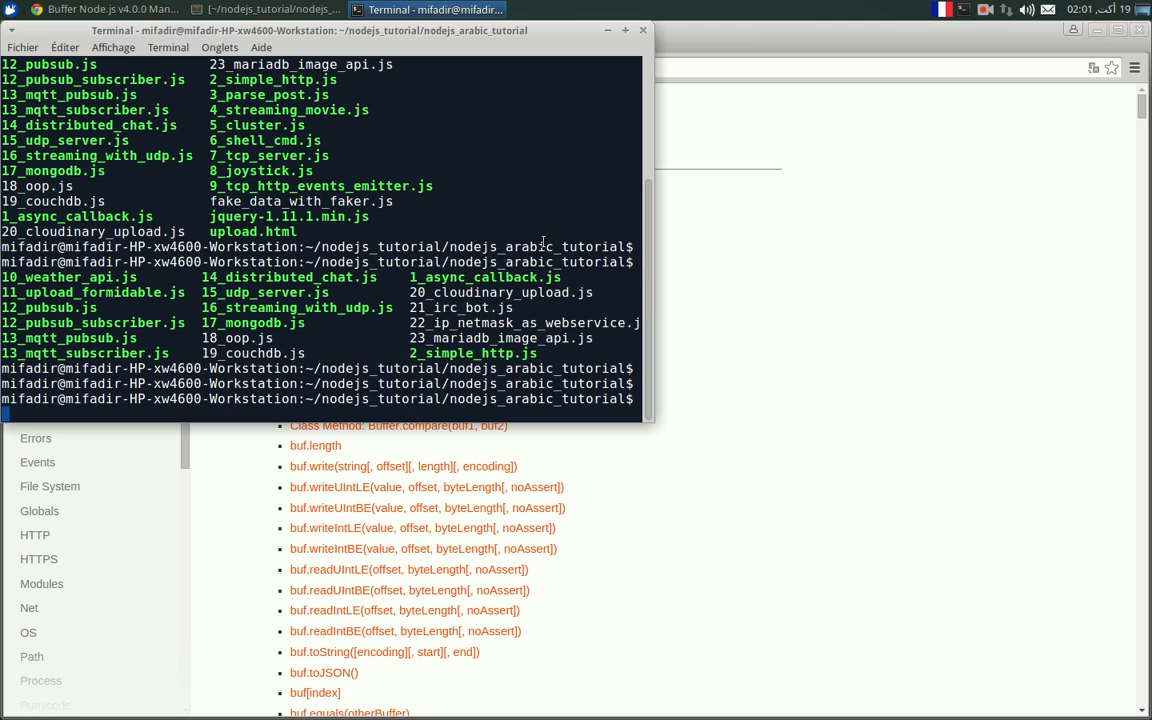 Buffer Node.js v4.0.0 Man...
[~/nodejs_tutorial/nodejs_...
Terminal - mifadir@mifadir...
19 أكت, 02:01
Terminal - mifadir@mifadir-HP-xw4600-Workstation: ~/nodejs_tutorial/nodejs_arabic_tutorial
Fichier Éditer Affichage Terminal Onglets Aide
12_pubsub.js 23_mariadb_image_api.js
12_pubsub_subscriber.js 2_simple_http.js
13_mqtt_pubsub.js 3_parse_post.js
13_mqtt_subscriber.js 4_streaming_movie.js
14_distributed_chat.js 5_cluster.js
15_udp_server.js 6_shell_cmd.js
16_streaming_with_udp.js 7_tcp_server.js
17_mongodb.js 8_joystick.js
18_oop.js 9_tcp_http_events_emitter.js
19_couchdb.js fake_data_with_faker.js
1_async_callback.js jquery-1.11.1.min.js
20_cloudinary_upload.js upload.html
mifadir@mifadir-HP-xw4600-Workstation:~/nodejs_tutorial/nodejs_arabic_tutorial$
mifadir@mifadir-HP-xw4600-Workstation:~/nodejs_tutorial/nodejs_arabic_tutorial$
10_weather_api.js 14_distributed_chat.js 1_async_callback.js
11_upload_formidable.js 15_udp_server.js 20_cloudinary_upload.js
12_pubsub.js 16_streaming_with_udp.js 21_irc_bot.js
12_pubsub_subscriber.js 17_mongodb.js 22_ip_netmask_as_webservice.j
13_mqtt_pubsub.js 18_oop.js 23_mariadb_image_api.js
13_mqtt_subscriber.js 19_couchdb.js 2_simple_http.js
mifadir@mifadir-HP-xw4600-Workstation:~/nodejs_tutorial/nodejs_arabic_tutorial$
mifadir@mifadir-HP-xw4600-Workstation:~/nodejs_tutorial/nodejs_arabic_tutorial$
mifadir@mifadir-HP-xw4600-Workstation:~/nodejs_tutorial/nodejs_arabic_tutorial$
Class Method: Buffer.compare(buf1, buf2)
Errors
buf.length
Events
buf.write(string[, offset][, length][, encoding])
File System
buf.writeUIntLE(value, offset, byteLength[, noAssert])
Globals
buf.writeUIntBE(value, offset, byteLength[, noAssert])
HTTP
buf.writeIntLE(value, offset, byteLength[, noAssert])
HTTPS
buf.writeIntBE(value, offset, byteLength[, noAssert])
Modules
buf.readUIntLE(offset, byteLength[, noAssert])
Net
buf.readUIntBE(offset, byteLength[, noAssert])
OS
buf.readIntLE(offset, byteLength[, noAssert])
Path
buf.readIntBE(offset, byteLength[, noAssert])
Process
buf.toString([encoding][, start][, end])
Punycode
buf.toJSON()
buf[index]
buf.equals(otherBuffer)